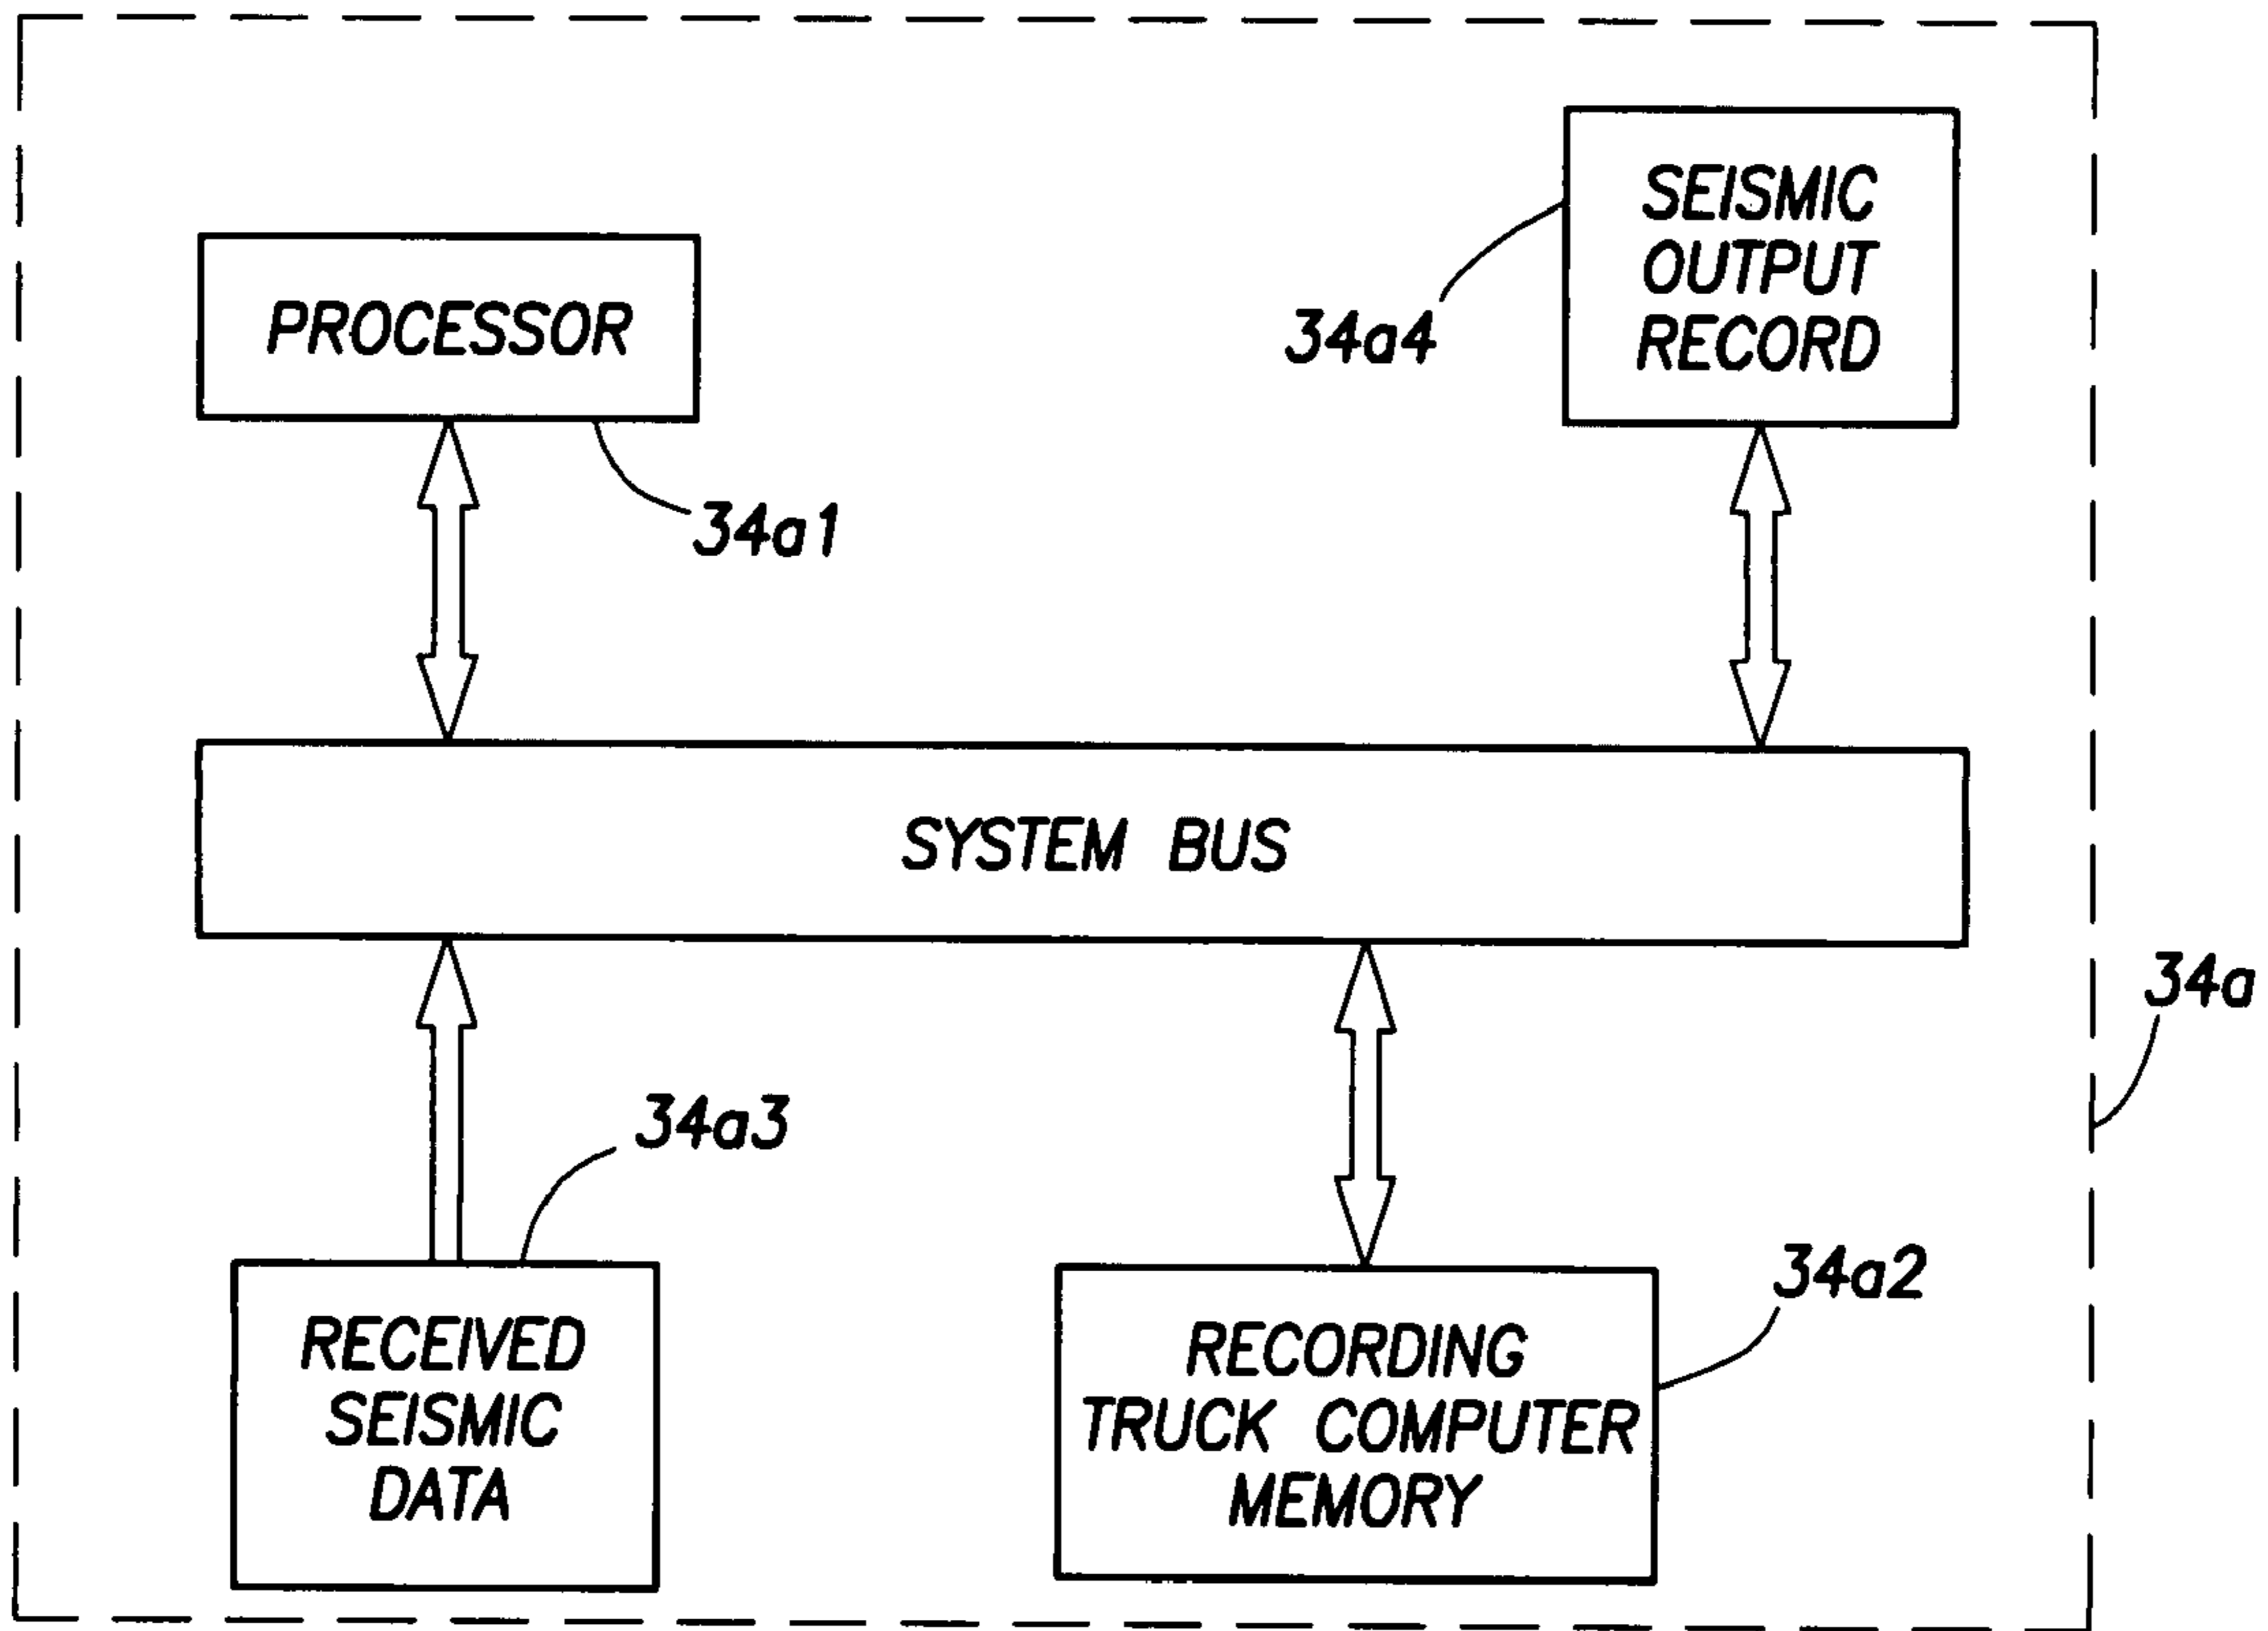 SEISMIC
OUTPUT
RECORD
PROCESSOR
34a4
34a1
SYSTEM BUS
34a
34a3
34a2
RECEIVED
SEISMIC
DATA
RECORDING
TRUCK COMPUTER
MEMORY